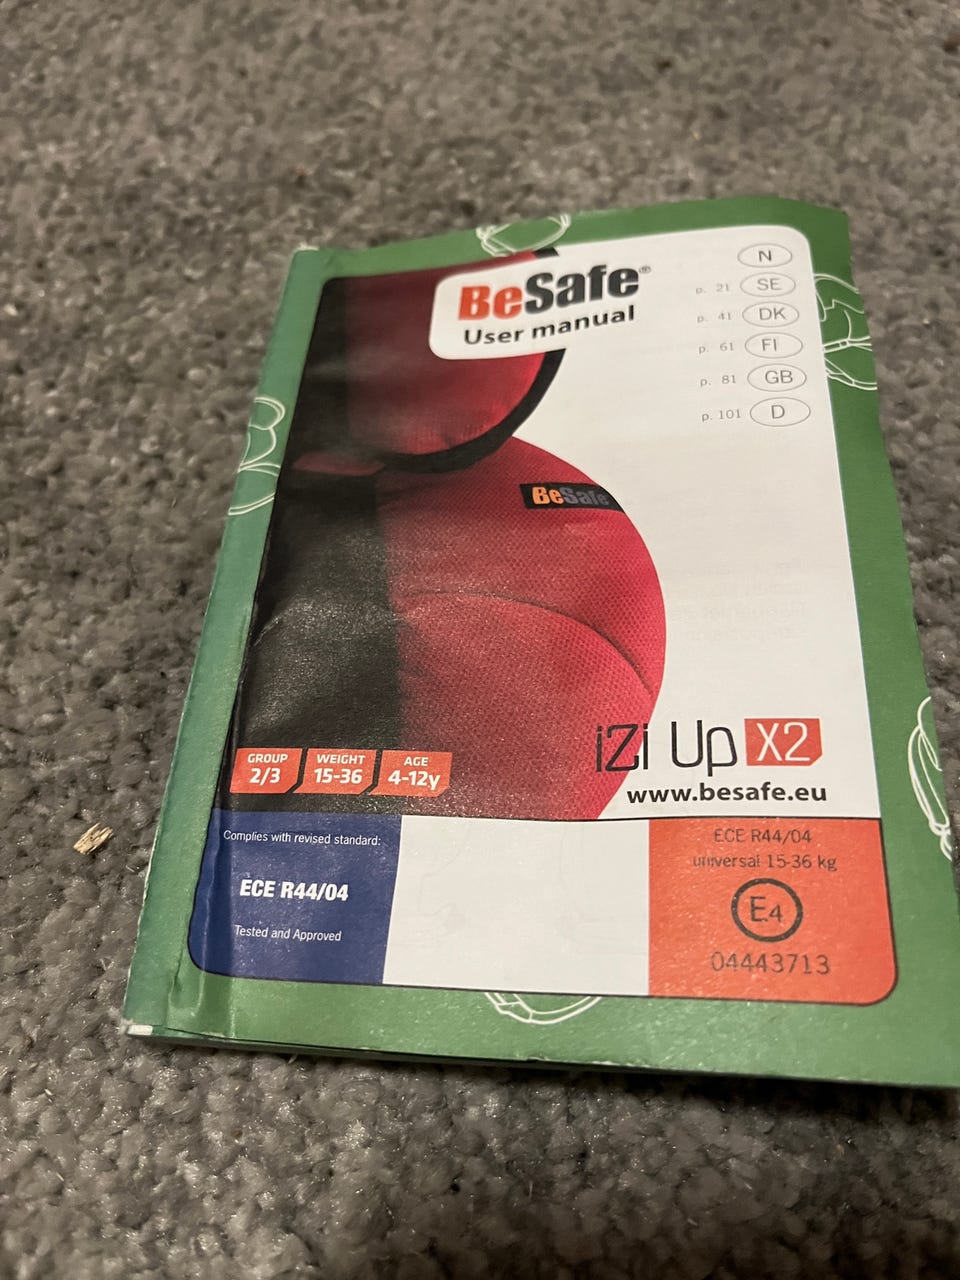 BeSafe®
User manual
N
p. 21 SE
p. 41 DK
p. 61 FI
p. 81 GB
p. 101 D
BeSafe
iZi Up X2
www.besafe.eu
GROUP
2/3
WEIGHT
15-36
AGE
4-12y
Complies with revised standard:
ECE R44/04
Tested and Approved
ECE R44/04
universal 15-36 kg
E4
04443713